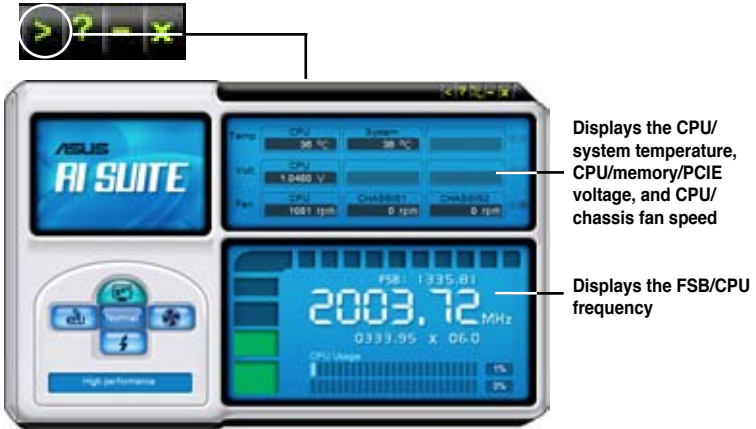 > ? - x
< ? - x
ASUS
AI SUITE
Temp CPU System
38 °C 38 °C
Volt CPU
1.0480 V
Fan CPU CHASSIS1 CHASSIS2
1081 rpm 0 rpm 0 rpm
Displays the CPU/
system temperature,
CPU/memory/PCIE
voltage, and CPU/
chassis fan speed
FSB: 1335.81
2003.72 MHz
0333.95 x 06.0
CPU Usage
1%
0%
Displays the FSB/CPU
frequency
Normal
High performance